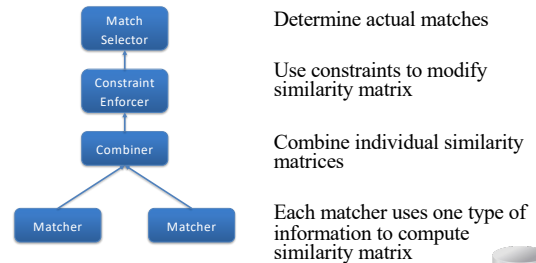 Match
Selector
Determine actual matches
Constraint
Enforcer
Use constraints to modify
similarity matrix
Combiner
Combine individual similarity
matrices
Matcher
Matcher
Each matcher uses one type of
information to compute
similarity matrix